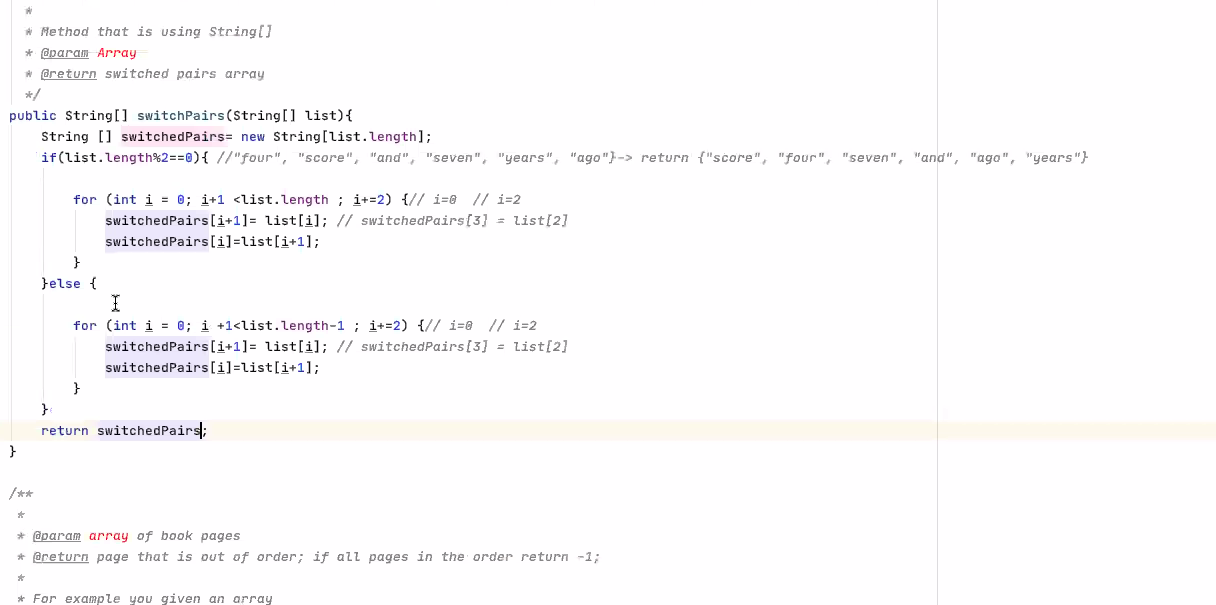 *
* Method that is using String[]
* @param Array
* @return switched pairs array
*/
public String[] switchPairs(String[] list){
String [] switchedPairs= new String[list.length];
if(list.length%2==0){ //"four", "score", "and", "seven", "years", "ago"}-> return {"score", "four", "seven", "and", "ago", "years"}
for (int i = 0; i+1 <list.length ; i+=2) {// i=0  // i=2
switchedPairs[i+1]= list[i]; // switchedPairs[3] = list[2]
switchedPairs[i]=list[i+1];
}
}else {
for (int i = 0; i +1<list.length-1 ; i+=2) {// i=0  // i=2
switchedPairs[i+1]= list[i]; // switchedPairs[3] = list[2]
switchedPairs[i]=list[i+1];
}
}
return switchedPairs;
}
/**
*
* @param array of book pages
* @return page that is out of order; if all pages in the order return -1;
*
* For example you given an array